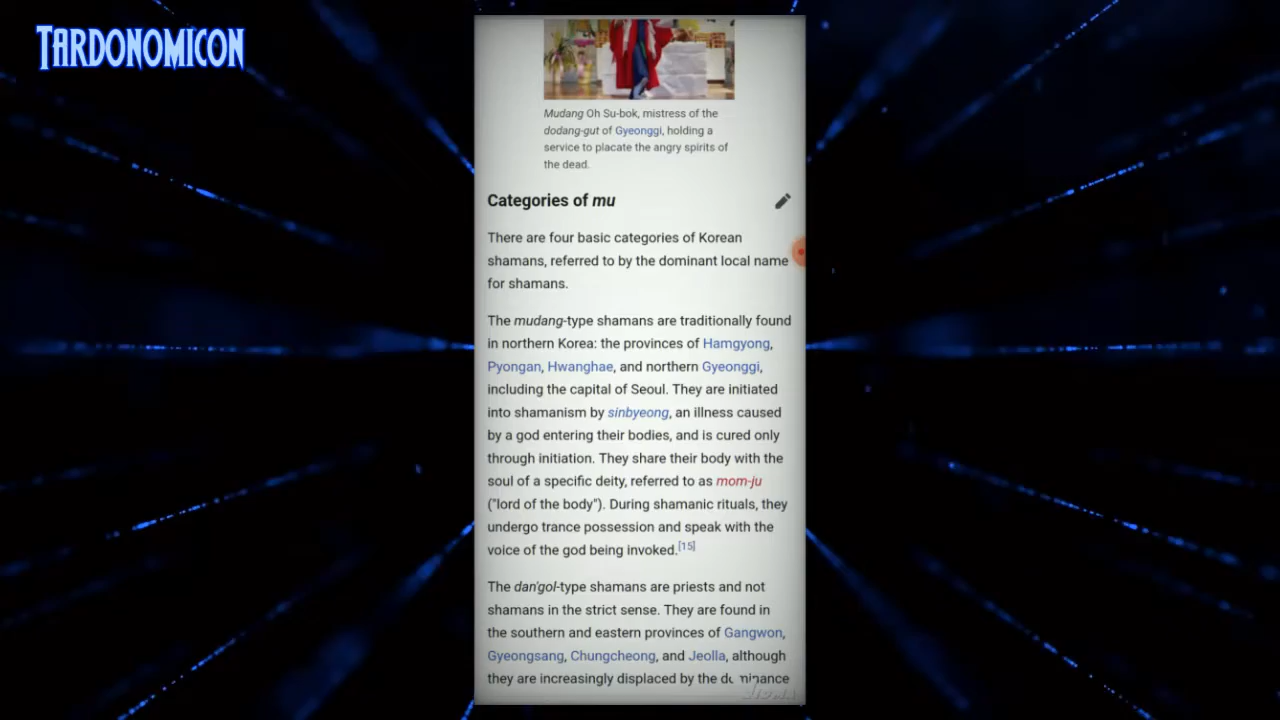 TARDONOMICON
Mudang Oh Su-bok, mistress of the
dodang-gut of Gyeonggi, holding a
service to placate the angry spirits of
the dead.
Categories of mu
There are four basic categories of Korean
shamans, referred to by the dominant local name
for shamans.
The mudang-type shamans are traditionally found
in northern Korea: the provinces of Hamgyong,
Pyongan, Hwanghae, and northern Gyeonggi,
including the capital of Seoul. They are initiated
into shamanism by sinbyeong, an illness caused
by a god entering their bodies, and is cured only
through initiation. They share their body with the
soul of a specific deity, referred to as mom-ju
("lord of the body"). During shamanic rituals, they
undergo trance possession and speak with the
voice of the god being invoked.[15]
The dan'gol-type shamans are priests and not
shamans in the strict sense. They are found in
the southern and eastern provinces of Gangwon,
Gyeongsang, Chungcheong, and Jeolla, although
they are increasingly displaced by the dominance